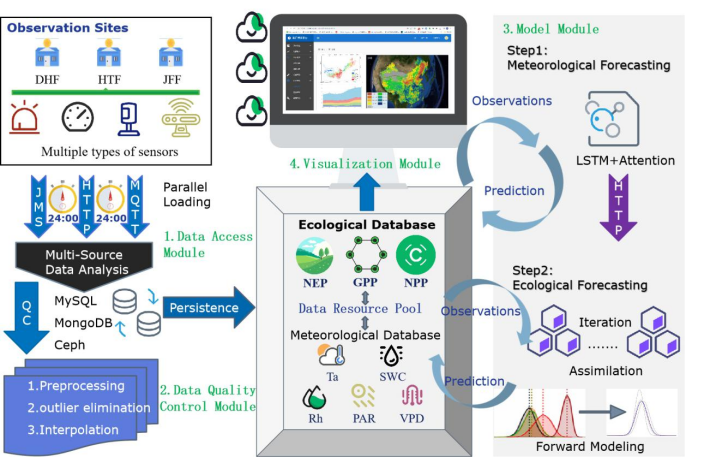 Observation Sites
DHF HTF JFF
Multiple types of sensors
JMS
24:00
HTTP
24:00
MQTT
Parallel
Loading
1.Data Access
Module
Multi-Source
Data Analysis
QC
MySQL
MongoDB
Ceph
Persistence
1.Preprocessing
2.outlier elimination
3.Interpolation
2.Data Quality
Control Module
4.Visualization Module
Ecological Database
NEP GPP NPP
Data Resource Pool
Meteorological Database
Ta SWC
Rh PAR VPD
Observations
Prediction
Observations
Prediction
3.Model Module
Step1:
Meteorological Forecasting
LSTM+Attention
HTTP
Step2:
Ecological Forecasting
Iteration
.......
Assimilation
Forward Modeling